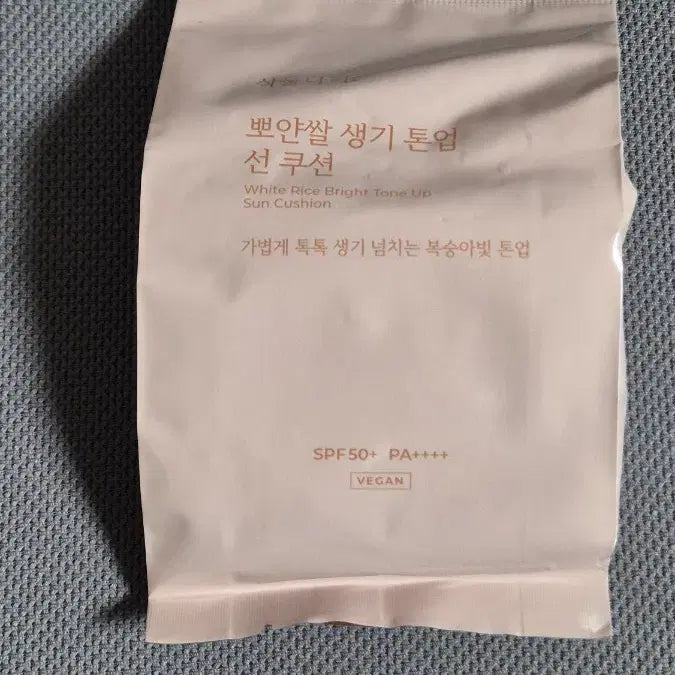 뽀얀쌀 생기 톤업
선 쿠션
White Rice Bright Tone Up
Sun Cushion
가볍게 톡톡 생기 넘치는 복숭아빛 톤업
SPF50+ PA++++
VEGAN